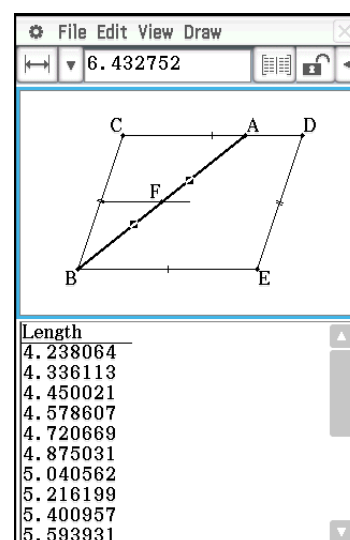 File Edit View Draw
6.432752
C A D
F
B E
Length
4.238064
4.336113
4.450021
4.578607
4.720669
4.875031
5.040562
5.216199
5.400957
5.593931